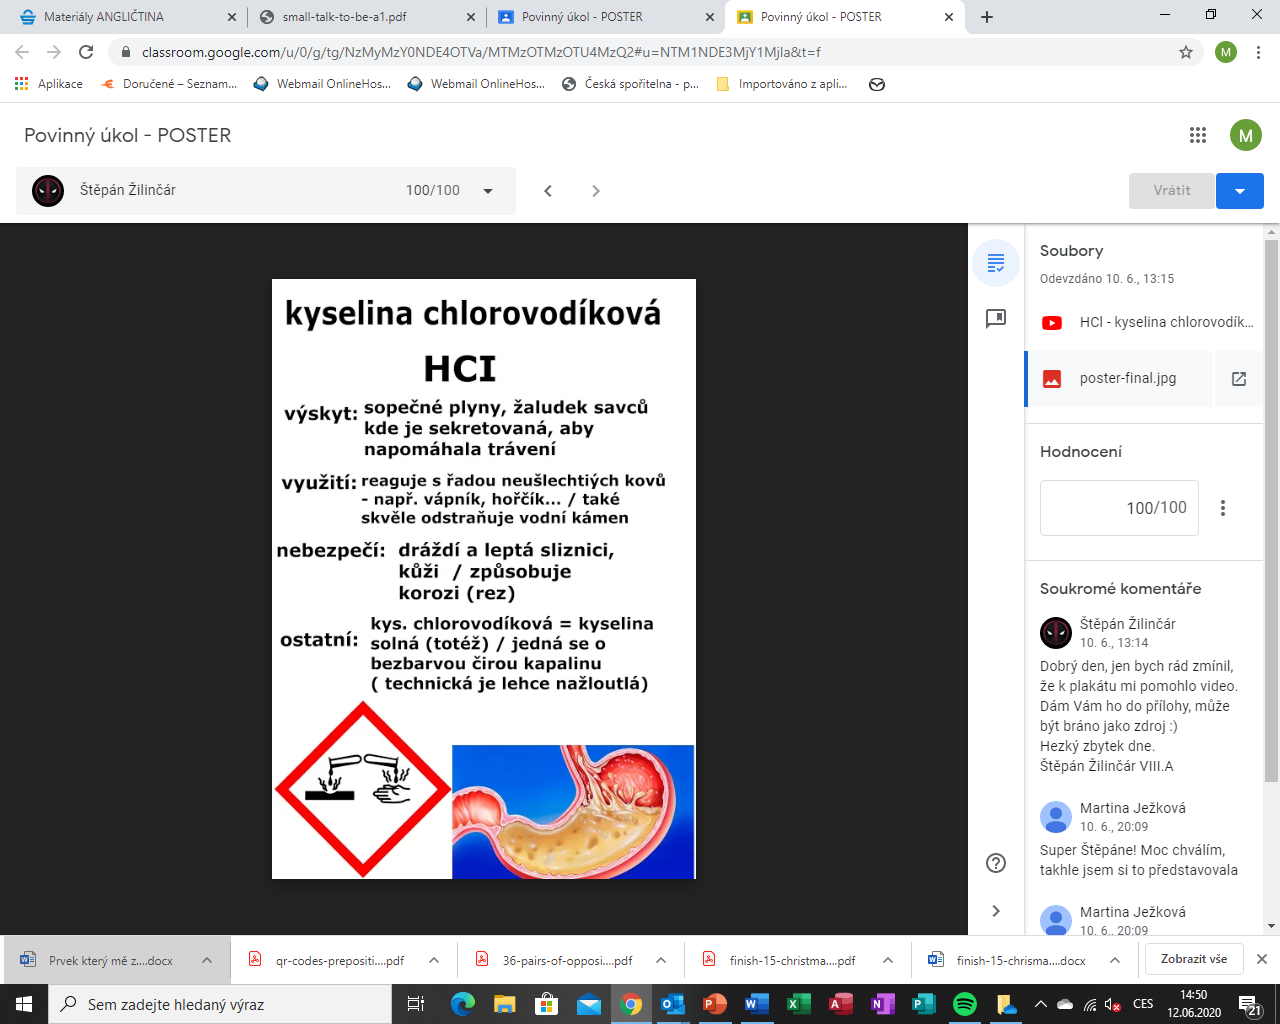 Materiály ANGLIČTINA
small-talk-to-be-a1.pdf
Povinný úkol - POSTER
Povinný úkol - POSTER
classroom.google.com/u/0/g/tg/NzMyMzY0NDE4OTVa/MTMzOTMzOTU4MzQ2#u=NTM1NDE3MjY1MjIa&t=f
M
Aplikace
Doručené – Seznam...
Webmail OnlineHos...
Webmail OnlineHos...
Česká spořitelna - p...
Importováno z apli...
Povinný úkol - POSTER
M
Štěpán Žilinčár
100/100
Vrátit
kyselina chlorovodíková
HCl
výskyt: sopečné plyny, žaludek savců
kde je sekretovaná, aby
napomáhala trávení
využití: reaguje s řadou neušlechtiých kovů
- např. vápník, hořčík... / také
skvěle odstraňuje vodní kámen
nebezpečí: dráždí a leptá sliznici,
kůži / způsobuje
korozi (rez)
ostatní: kys. chlorovodíková = kyselina
solná (totéž) / jedná se o
bezbarvou čirou kapalinu
( technická je lehce nažloutlá)
Soubory
Odevzdáno 10. 6., 13:15
HCl - kyselina chlorovodík...
poster-final.jpg
Hodnocení
100/100
Soukromé komentáře
Štěpán Žilinčár
10. 6., 13:14
Dobrý den, jen bych rád zmínil,
že k plakátu mi pomohlo video.
Dám Vám ho do přílohy, může
být bráno jako zdroj :)
Hezký zbytek dne.
Štěpán Žilinčár VIII.A
Martina Ježková
10. 6., 20:09
Super Štěpáne! Moc chválím,
takhle jsem si to představovala
Martina Ježková
10. 6., 20:09
Prvek který mě z....docx
qr-codes-prepositi....pdf
36-pairs-of-opposi....pdf
finish-15-christma....pdf
finish-15-chrisma....docx
Zobrazit vše
Sem zadejte hledaný výraz
CES
14:50
12.06.2020
21